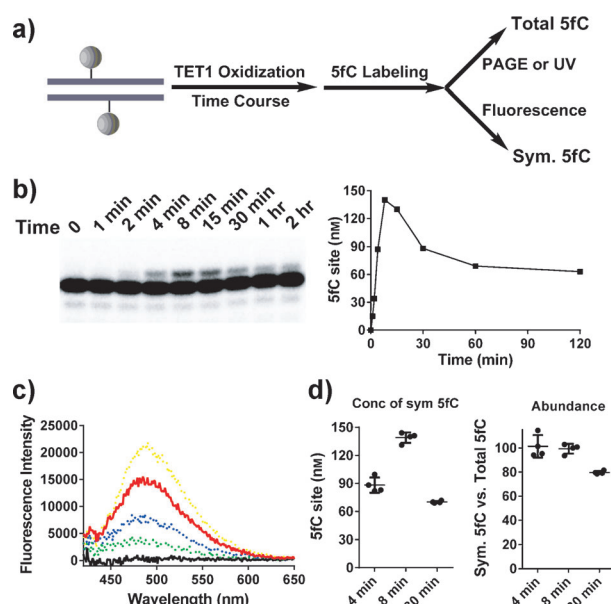 a)
TET1 Oxidization
Time Course
5fC Labeling
Total 5fC
PAGE or UV
Fluorescence
Sym. 5fC
b)
Time 0 1 min 2 min 4 min 8 min 15 min 30 min 1 hr 2 hr
5fC site (nM)
150
120
90
60
30
0
0 30 60 90 120
Time (min)
c)
Fluorescence Intensity
25000
20000
15000
10000
5000
0
450 500 550 600 650
Wavelength (nm)
d)
Conc of sym 5fC
5fC site (nM)
150
120
90
60
30
0
4 min 8 min
Abundance
Sym. 5fC vs. Total 5fC
100
80
60
40
20
0
4 min 8 min